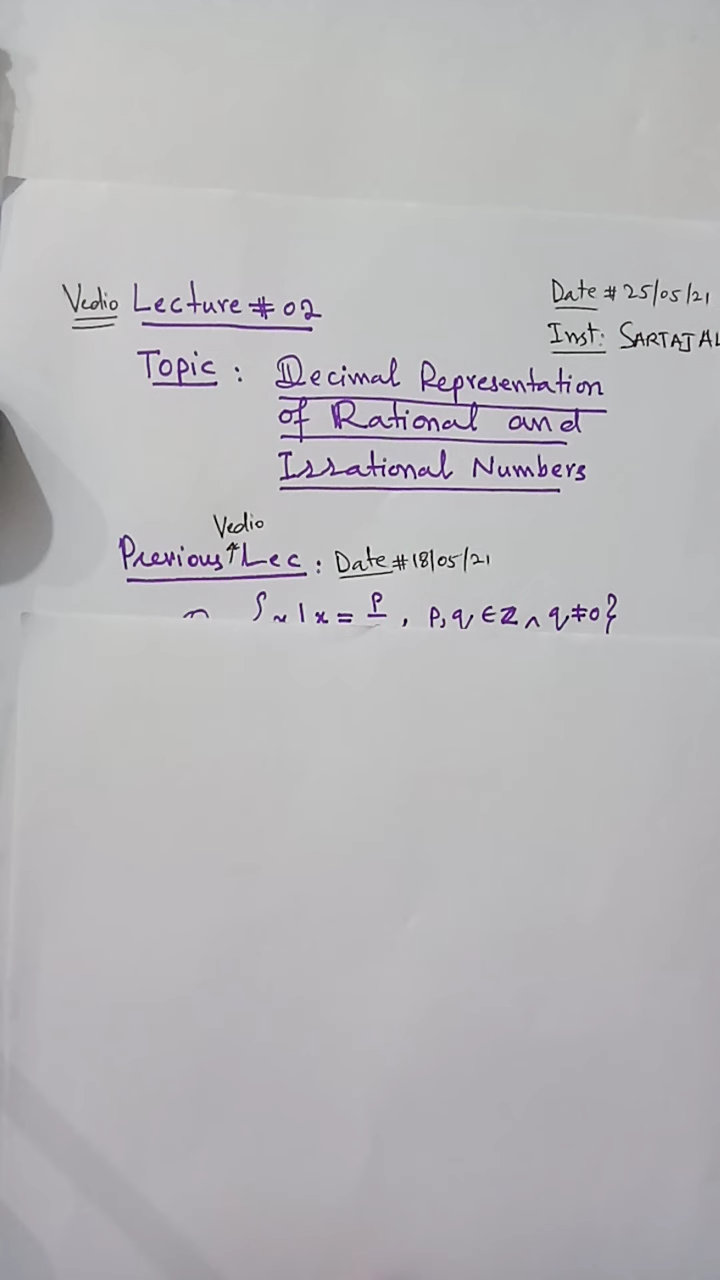 Vedio Lecture # 02
Date # 25/05/21
Inst: SARTAJ AL
Topic : Decimal Representation
of Rational and
Irrational Numbers
Vedio
Previous ↑ Lec : Date # 18/05/21
| x = P , p, q ∈ Z ∧ q ≠ 0}